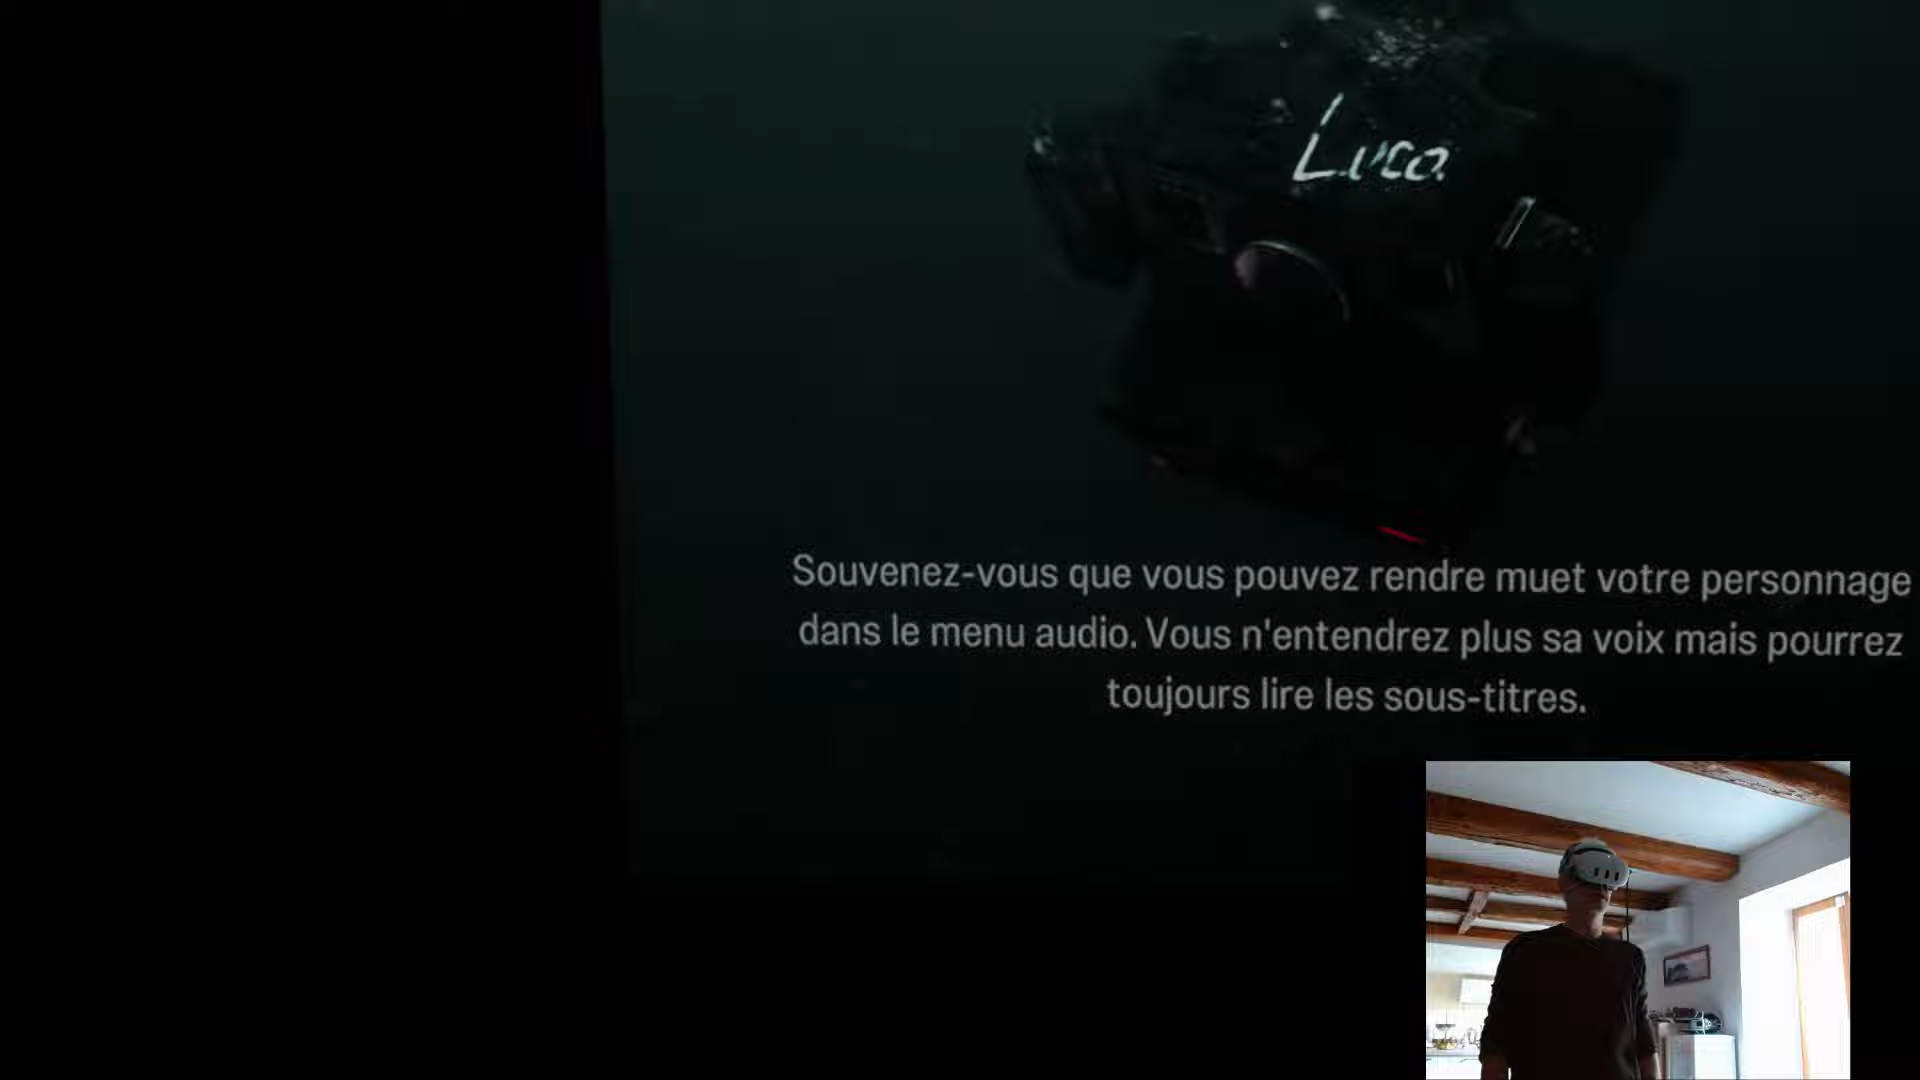 Luca
Souvenez-vous que vous pouvez rendre muet votre personnage
dans le menu audio. Vous n'entendrez plus sa voix mais pourrez
toujours lire les sous-titres.